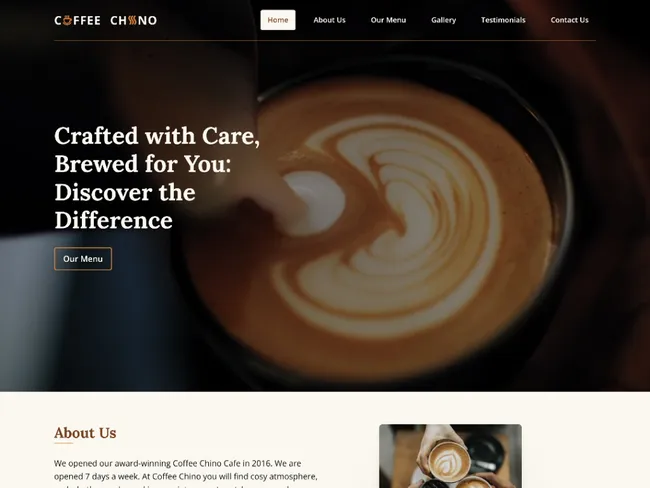 COFFEE CHINO
Home About Us Our Menu Gallery Testimonials Contact Us
Crafted with Care,
Brewed for You:
Discover the
Difference
Our Menu
About Us
We opened our award-winning Coffee Chino Cafe in 2016. We are
opened 7 days a week. At Coffee Chino you will find cosy atmosphere,